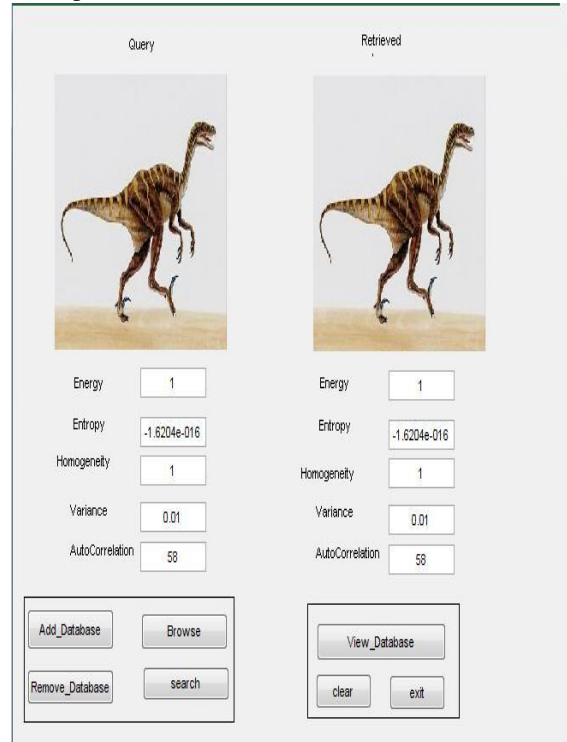 Query
Retrieved
Energy 1
Entropy -1.6204e-016
Homogeneity 1
Variance 0.01
AutoCorrelation 58
Energy 1
Entropy -1.6204e-016
Homogeneity 1
Variance 0.01
AutoCorrelation 58
Add_Database Browse
Remove_Database search
View_Database
clear exit